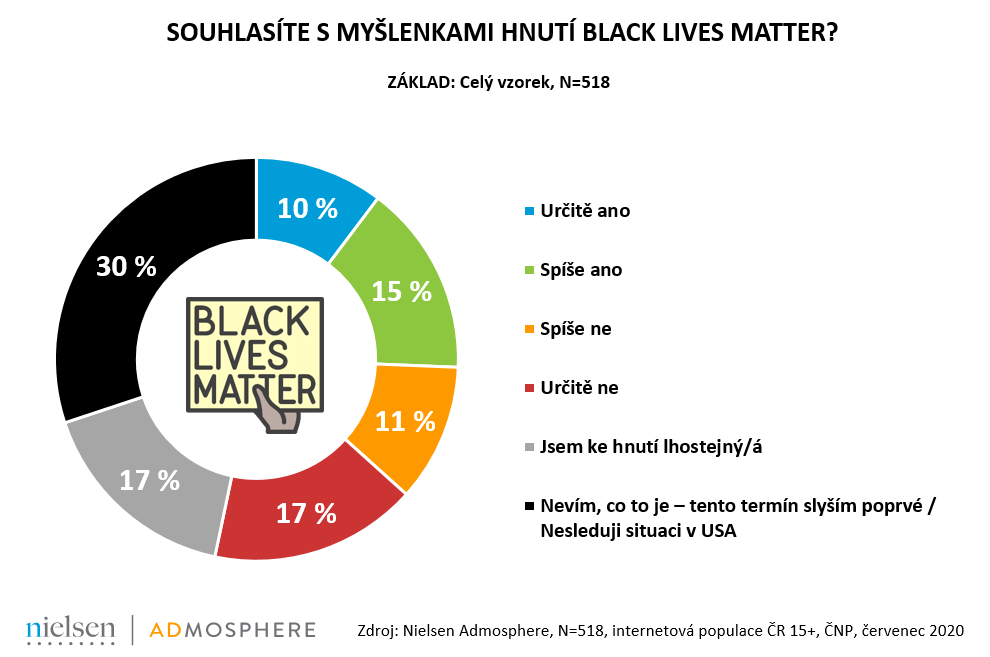 SOUHLASÍTE S MYŠLENKAMI HNUTÍ BLACK LIVES MATTER?
ZÁKLAD: Celý vzorek, N=518
10 %
15 %
11 %
17 %
17 %
30 %
BLACK
LIVES
MATTER
Určitě ano
Spíše ano
Spíše ne
Určitě ne
Jsem ke hnutí lhostejný/á
Nevím, co to je – tento termín slyším poprvé /
Nesleduji situaci v USA
nielsen
ADMOSPHERE
Zdroj: Nielsen Admosphere, N=518, internetová populace ČR 15+, ČNP, červenec 2020